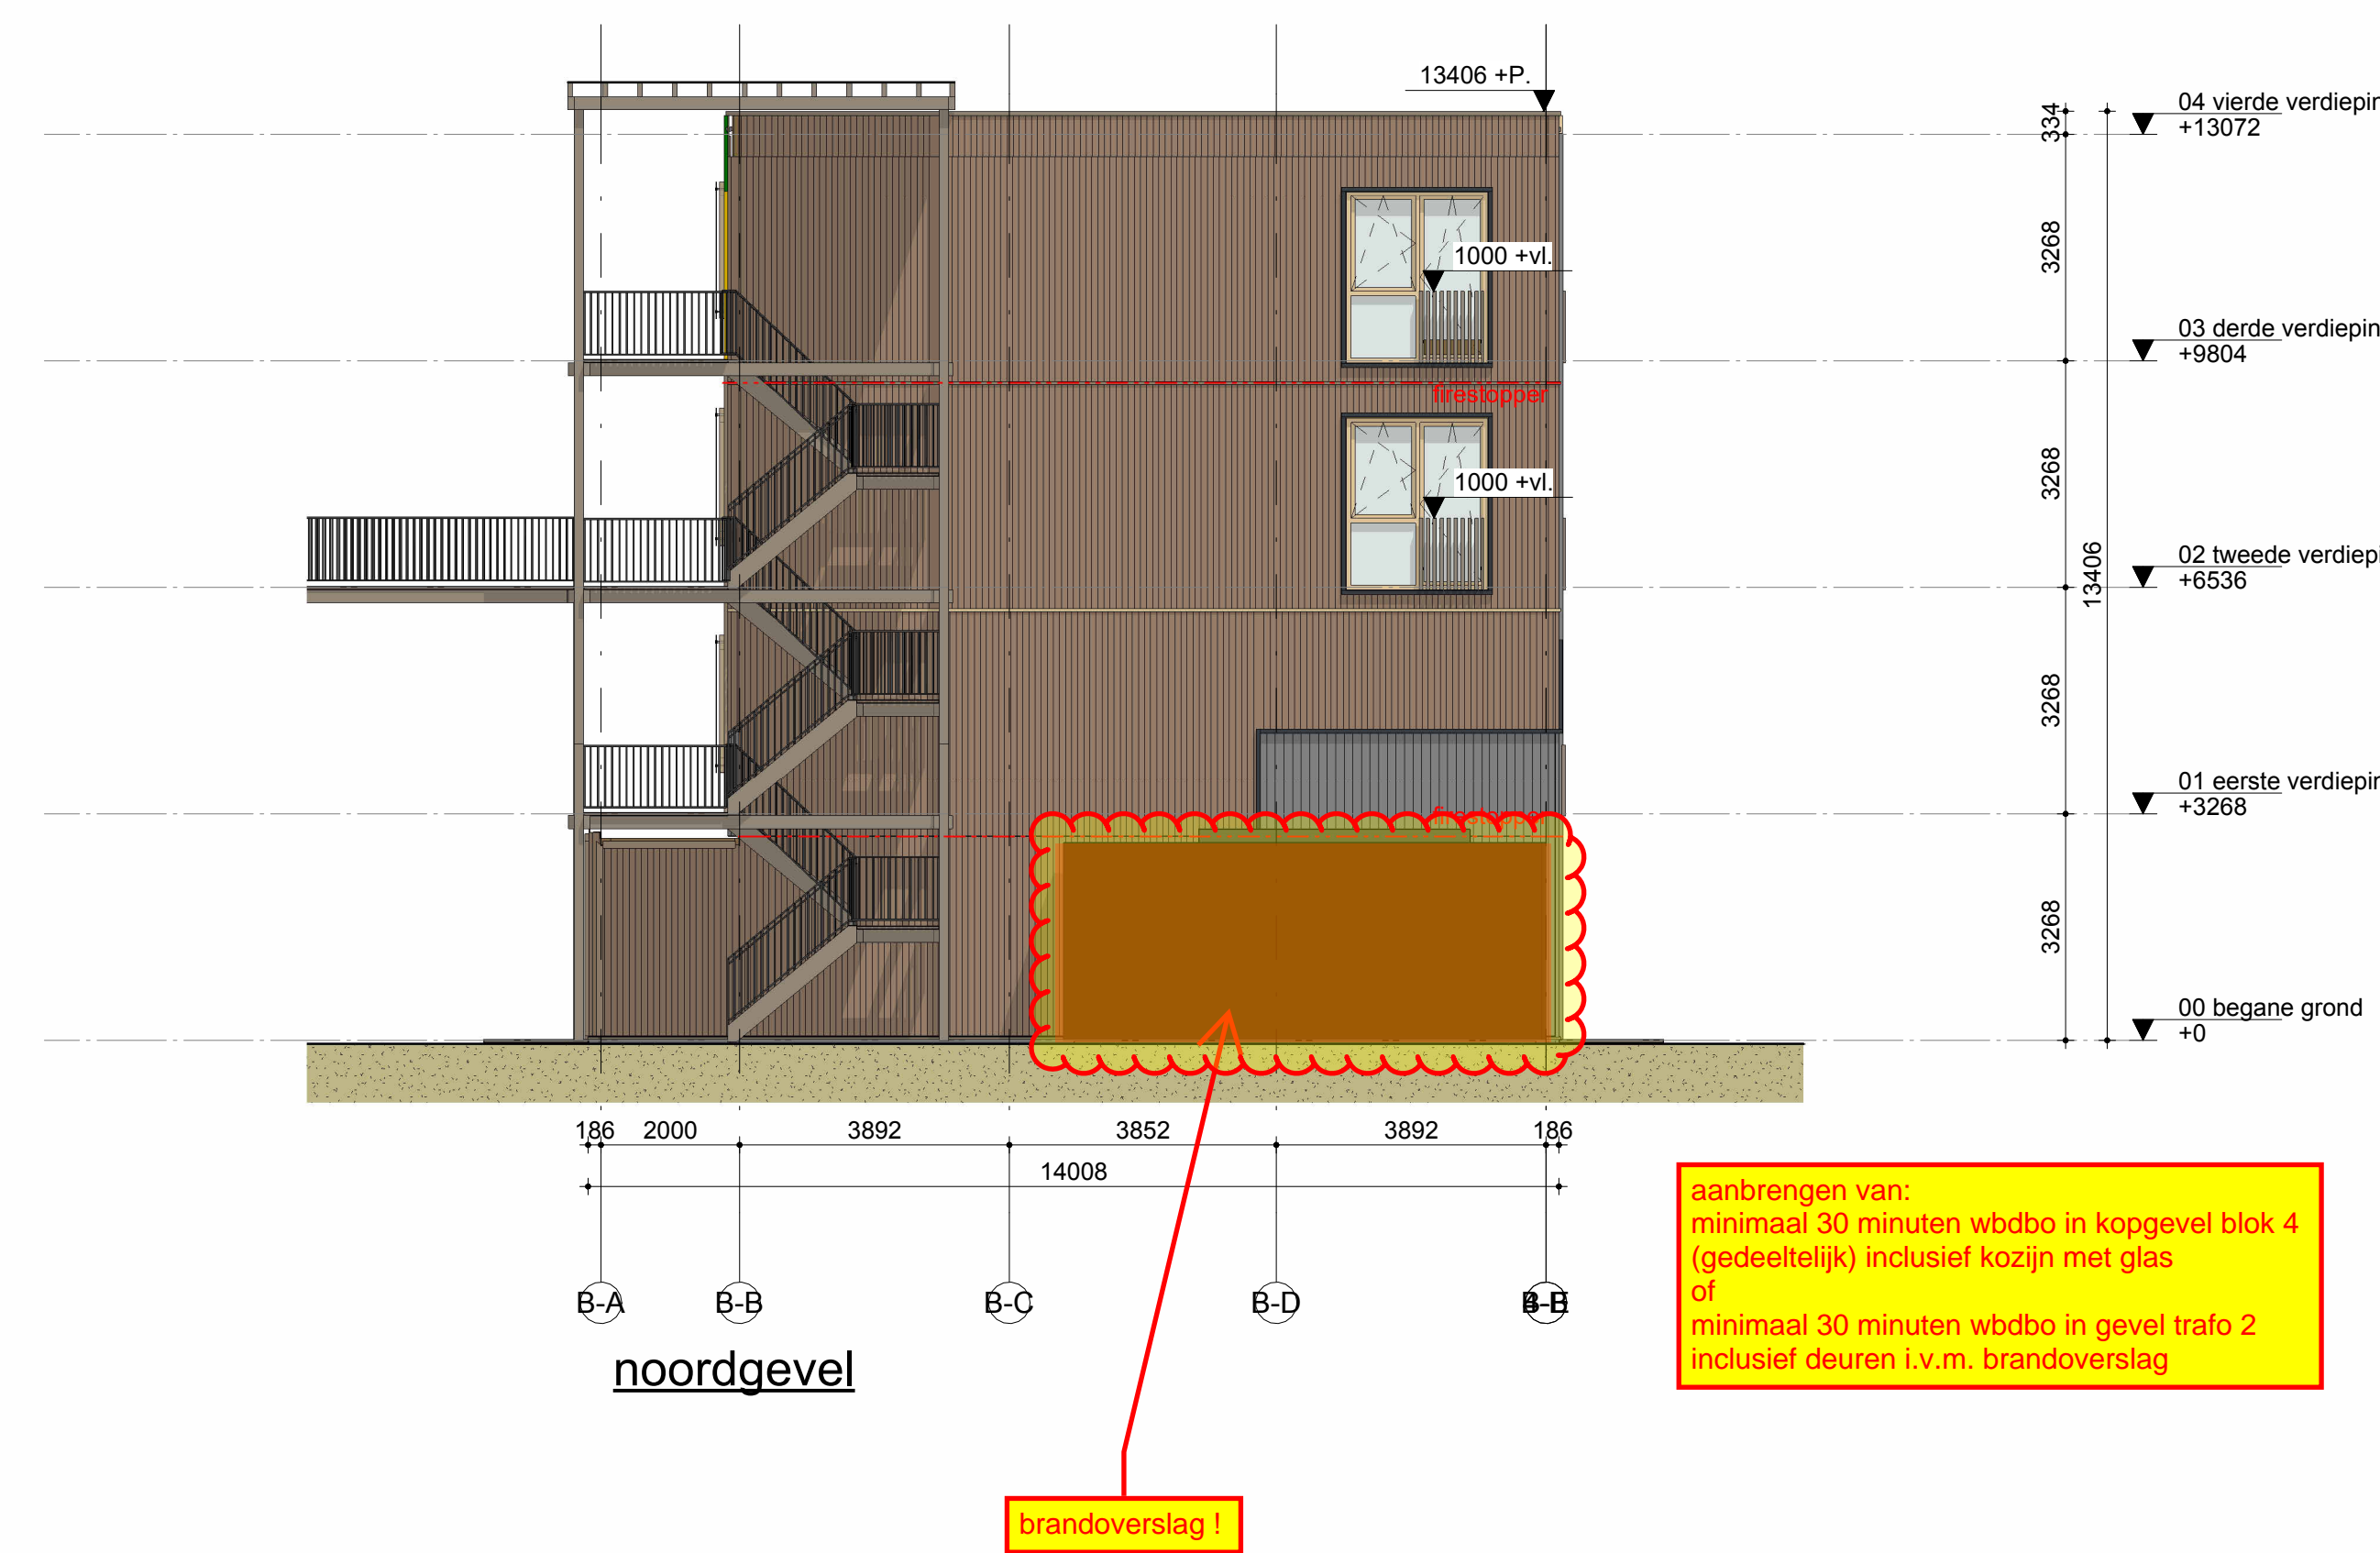 13406 +P.
04 vierde verdiepin
+13072
334
3268
1000 +vl.
03 derde verdiepin
+9804
firestopper
3268
1000 +vl.
02 tweede verdiepi
+6536
13406
3268
01 eerste verdiepin
+3268
firestopper
3268
00 begane grond
+0
186 2000 3892 3852 3892 186
14008
aanbrengen van:
minimaal 30 minuten wbdbo in kopgevel blok 4
(gedeeltelijk) inclusief kozijn met glas
of
minimaal 30 minuten wbdbo in gevel trafo 2
inclusief deuren i.v.m. brandoverslag
B-A B-B B-C B-D
noordgevel
brandoverslag !